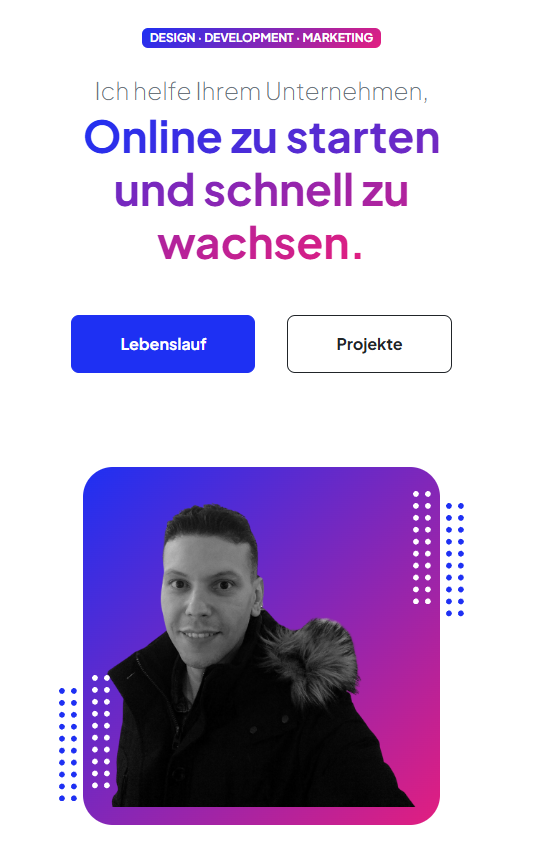 DESIGN · DEVELOPMENT · MARKETING
Ich helfe Ihrem Unternehmen,
Online zu starten
und schnell zu
wachsen.
Lebenslauf
Projekte